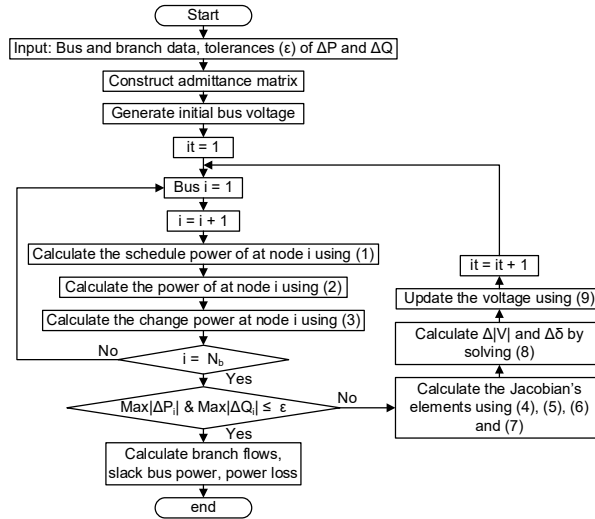 Start
Input: Bus and branch data, tolerances (ε) of ΔP and ΔQ
Construct admittance matrix
Generate initial bus voltage
it = 1
Bus i = 1
i = i + 1
Calculate the schedule power of at node i using (1)
Calculate the power of at node i using (2)
Calculate the change power at node i using (3)
No
i = N_b
Yes
Max|ΔP_i| & Max|ΔQ_i| ≤ ε
No
Yes
Calculate branch flows,
slack bus power, power loss
end
it = it + 1
Update the voltage using (9)
Calculate Δ|V| and Δδ by
solving (8)
Calculate the Jacobian's
elements using (4), (5), (6)
and (7)